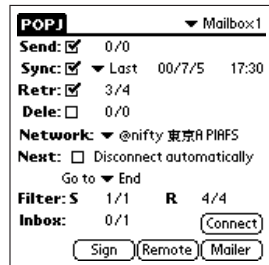 POPJ Mailbox1
Send: 0/0
Sync: Last 00/7/5 17:30
Retr: 3/4
Dele: 0/0
Network: @nifty 東京A PIAFS
Next: Disconnect automatically
Go to End
Filter: S 1/1 R 4/4
Inbox: 0/1 Connect
Sign Remote Mailer